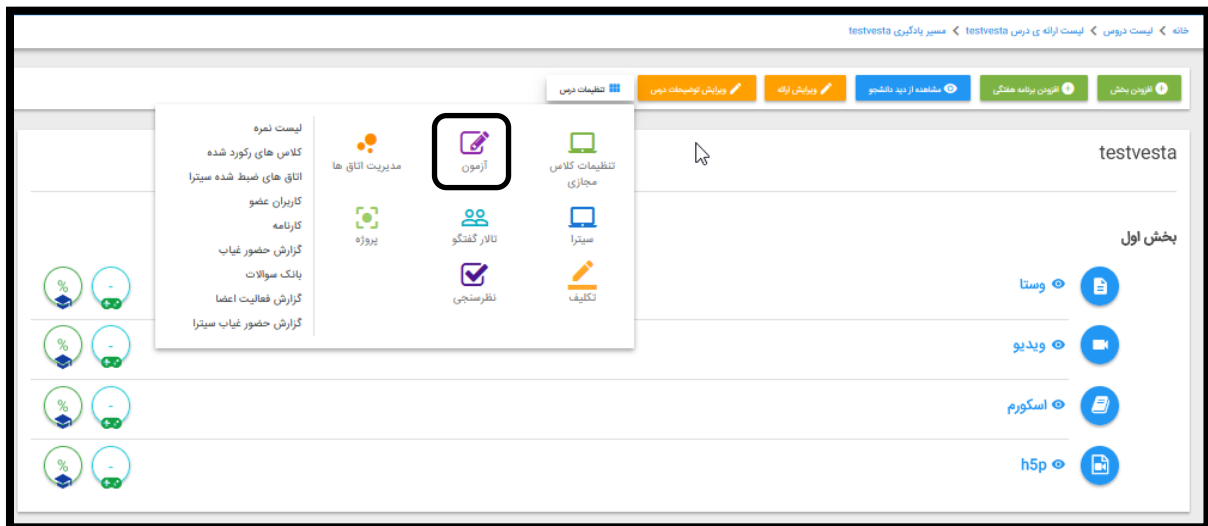 خانه ❯ لیست دروس ❯ لیست ارائه ی درس testvesta ❯ مسیر یادگیری testvesta
افزودن بخش
افزودن برنامه هفتگی
مشاهده از دید دانشجو
ویرایش ارائه
ویرایش توضیحات درس
تنظیمات درس
تنظیمات کلاس
مجازی
آزمون
مدیریت اتاق ها
سیترا
تالار گفتگو
پروژه
تکلیف
نظرسنجی
لیست نمره
کلاس های رکورد شده
اتاق های ضبط شده سیترا
کاربران عضو
کارنامه
گزارش حضور غیاب
بانک سوالات
گزارش فعالیت اعضا
گزارش حضور غیاب سیترا
testvesta
بخش اول
وستا
% -
ویدیو
% -
اسکورم
% -
h5p
% -